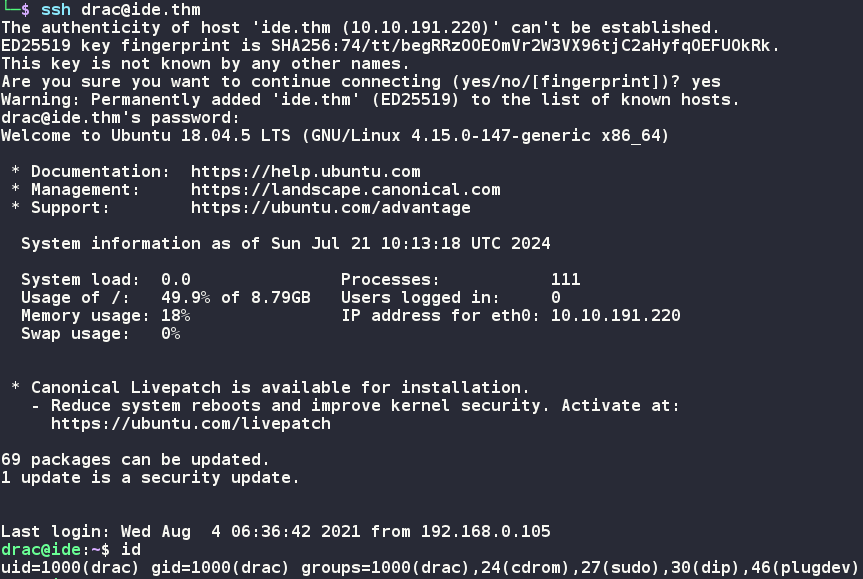 └─$ ssh drac@ide.thm
The authenticity of host 'ide.thm (10.10.191.220)' can't be established.
ED25519 key fingerprint is SHA256:74/tt/begRRzOOEOmVr2W3VX96tjC2aHyfqOEFUOkRk.
This key is not known by any other names.
Are you sure you want to continue connecting (yes/no/[fingerprint])? yes
Warning: Permanently added 'ide.thm' (ED25519) to the list of known hosts.
drac@ide.thm's password:
Welcome to Ubuntu 18.04.5 LTS (GNU/Linux 4.15.0-147-generic x86_64)
* Documentation:  https://help.ubuntu.com
* Management:     https://landscape.canonical.com
* Support:        https://ubuntu.com/advantage
System information as of Sun Jul 21 10:13:18 UTC 2024
System load:  0.0               Processes:           111
Usage of /:   49.9% of 8.79GB   Users logged in:     0
Memory usage: 18%               IP address for eth0: 10.10.191.220
Swap usage:   0%
* Canonical Livepatch is available for installation.
- Reduce system reboots and improve kernel security. Activate at:
https://ubuntu.com/livepatch
69 packages can be updated.
1 update is a security update.
Last login: Wed Aug  4 06:36:42 2021 from 192.168.0.105
drac@ide:~$ id
uid=1000(drac) gid=1000(drac) groups=1000(drac),24(cdrom),27(sudo),30(dip),46(plugdev)